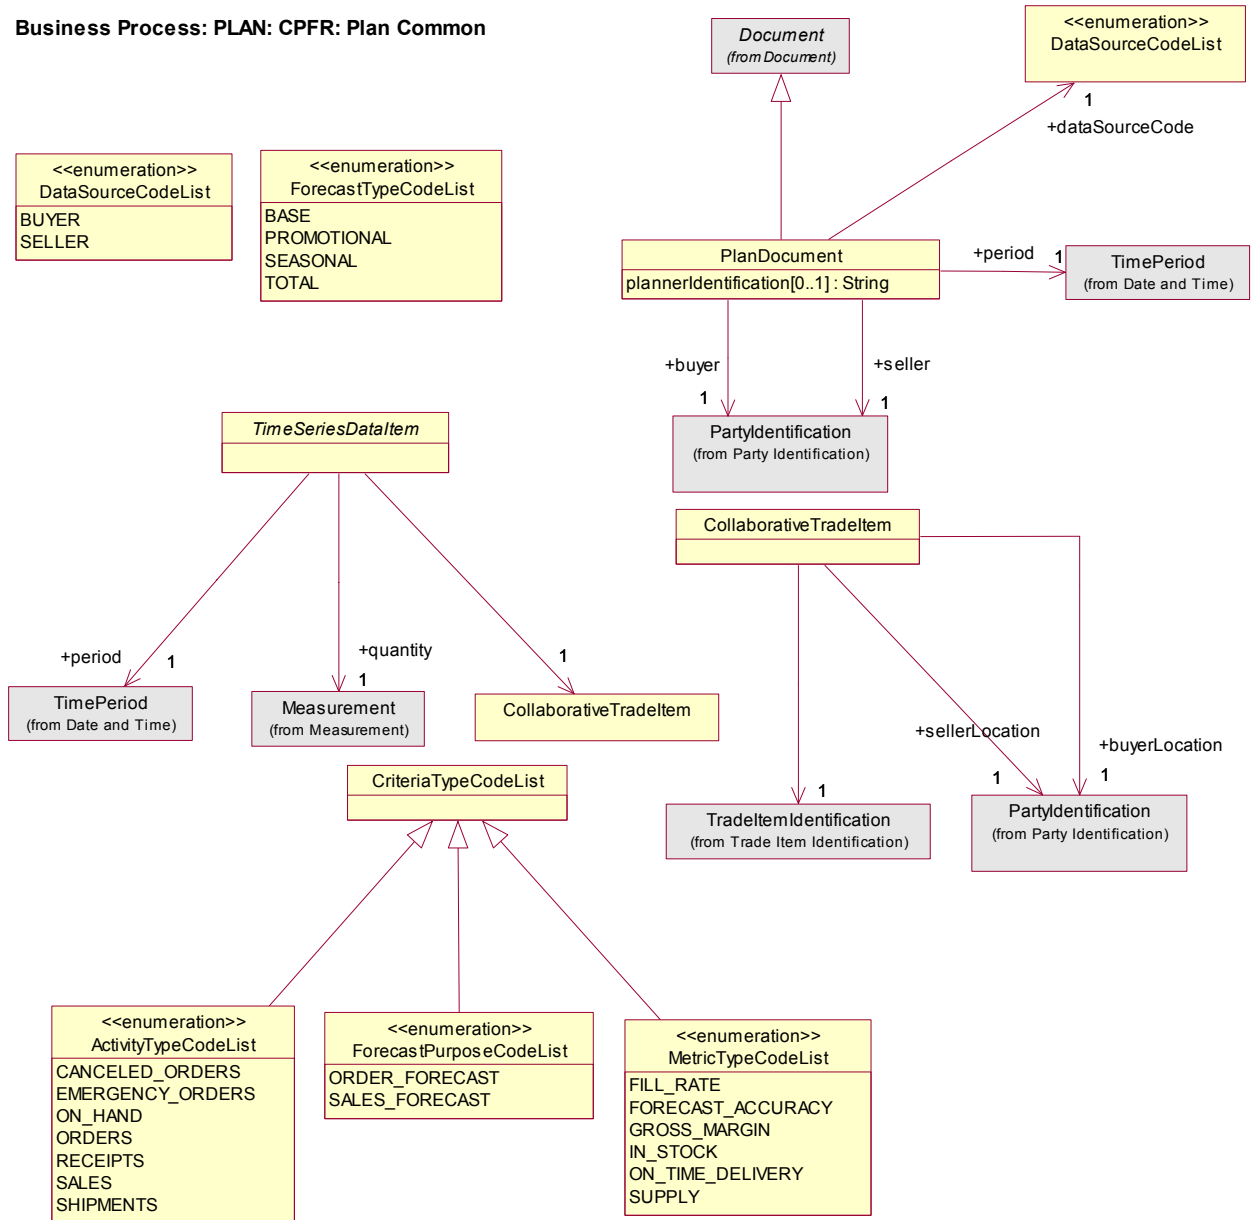 Business Process: PLAN: CPFR: Plan Common
Document
(from Document)
<<enumeration>>
DataSourceCodeList
1
+dataSourceCode
<<enumeration>>
DataSourceCodeList
BUYER
SELLER
<<enumeration>>
ForecastTypeCodeList
BASE
PROMOTIONAL
SEASONAL
TOTAL
PlanDocument
plannerIdentification[0..1] : String
+period
1
TimePeriod
(from Date and Time)
+buyer
1
+seller
1
PartyIdentification
(from Party Identification)
TimeSeriesDataItem
+period
1
+quantity
1
1
TimePeriod
(from Date and Time)
Measurement
(from Measurement)
CollaborativeTradeItem
CollaborativeTradeItem
+sellerLocation
1
+buyerLocation
1
1
TradeItemIdentification
(from Trade Item Identification)
PartyIdentification
(from Party Identification)
CriteriaTypeCodeList
<<enumeration>>
ActivityTypeCodeList
CANCELED_ORDERS
EMERGENCY_ORDERS
ON_HAND
ORDERS
RECEIPTS
SALES
SHIPMENTS
<<enumeration>>
ForecastPurposeCodeList
ORDER_FORECAST
SALES_FORECAST
<<enumeration>>
MetricTypeCodeList
FILL_RATE
FORECAST_ACCURACY
GROSS_MARGIN
IN_STOCK
ON_TIME_DELIVERY
SUPPLY